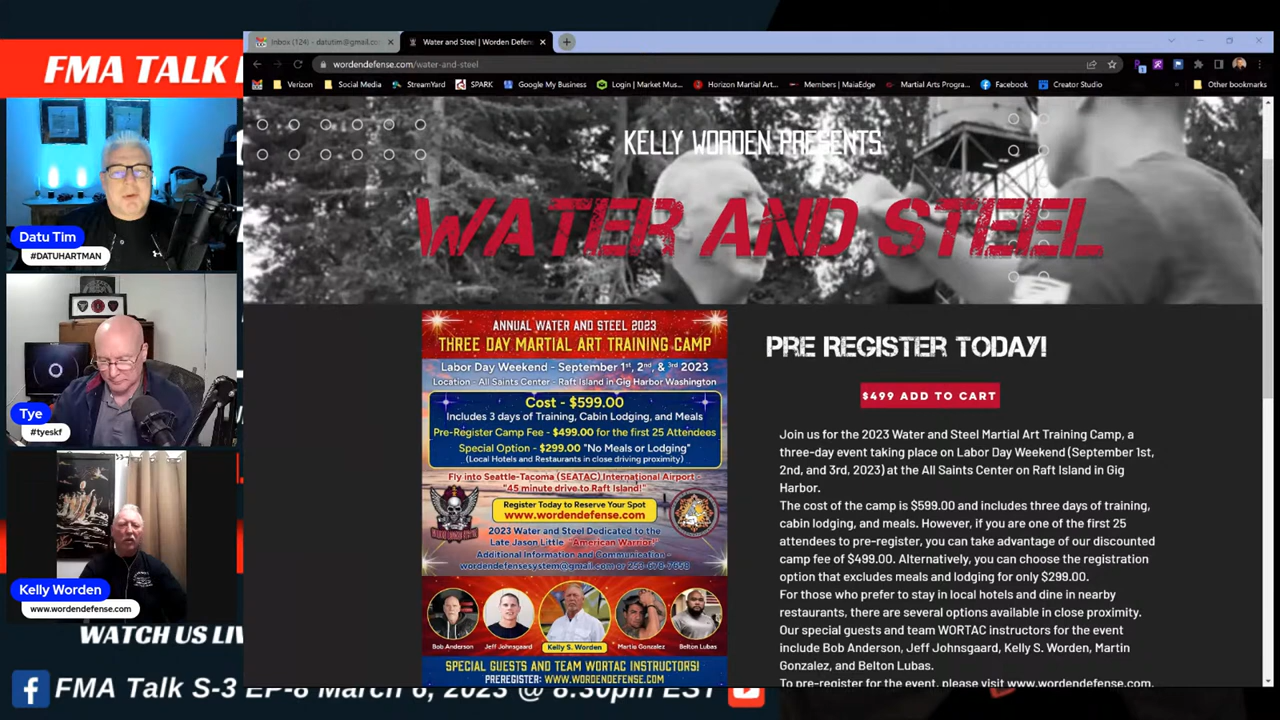 FMA TALK
Datu Tim
#DATUHARTMAN
Tye
#tyeskf
Kelly Worden
www.wordendefense.com
WATCH US LIV
FMA Talk S-3 EP-8 March 6, 2023 @ 8:30pm EST
Inbox (124) - datutim@gmail.co
Water and Steel | Worden Defen
wordendefense.com/water-and-steel
Verizon
Social Media
StreamYard
SPARK
Google My Business
Login | Market Mus...
Horizon Martial Art...
Members | MaiaEdge
Martial Arts Progra...
Facebook
Creator Studio
Other bookmarks
KELLY WORDEN PRESENTS
WATER AND STEEL
ANNUAL WATER AND STEEL 2023
THREE DAY MARTIAL ART TRAINING CAMP
Labor Day Weekend - September 1st, 2nd, & 3rd 2023
Location - All Saints Center - Raft Island in Gig Harbor Washington
Cost - $599.00
Includes 3 days of Training, Cabin Lodging, and Meals
Pre-Register Camp Fee - $499.00 for the first 25 Attendees
Special Option - $299.00 "No Meals or Lodging"
(Local Hotels and Restaurants in close driving proximity)
Fly into Seattle-Tacoma (SEATAC) International Airport -
"45 minute drive to Raft Island!"
Register Today to Reserve Your Spot
www.wordendefense.com
2023 Water and Steel Dedicated to the
Late Jason Little "American Warrior!"
Additional Information and Communication -
wordendefensesystem@gmail.com or 253-678-7658
Bob Anderson
Jeff Johnsgaard
Kelly S. Worden
Martis Gonzalez
Belton Lubas
SPECIAL GUESTS AND TEAM WORTAC INSTRUCTORS!
PREREGISTER: WWW.WORDENDEFENSE.COM
PRE REGISTER TODAY!
$499 ADD TO CART
Join us for the 2023 Water and Steel Martial Art Training Camp, a
three-day event taking place on Labor Day Weekend (September 1st,
2nd, and 3rd, 2023) at the All Saints Center on Raft Island in Gig
Harbor.
The cost of the camp is $599.00 and includes three days of training,
cabin lodging, and meals. However, if you are one of the first 25
attendees to pre-register, you can take advantage of our discounted
camp fee of $499.00. Alternatively, you can choose the registration
option that excludes meals and lodging for only $299.00.
For those who prefer to stay in local hotels and dine in nearby
restaurants, there are several options available in close proximity.
Our special guests and team WORTAC instructors for the event
include Bob Anderson, Jeff Johnsgaard, Kelly S. Worden, Martin
Gonzalez, and Belton Lubas.
To pre-register for the event, please visit www.wordendefense.com.